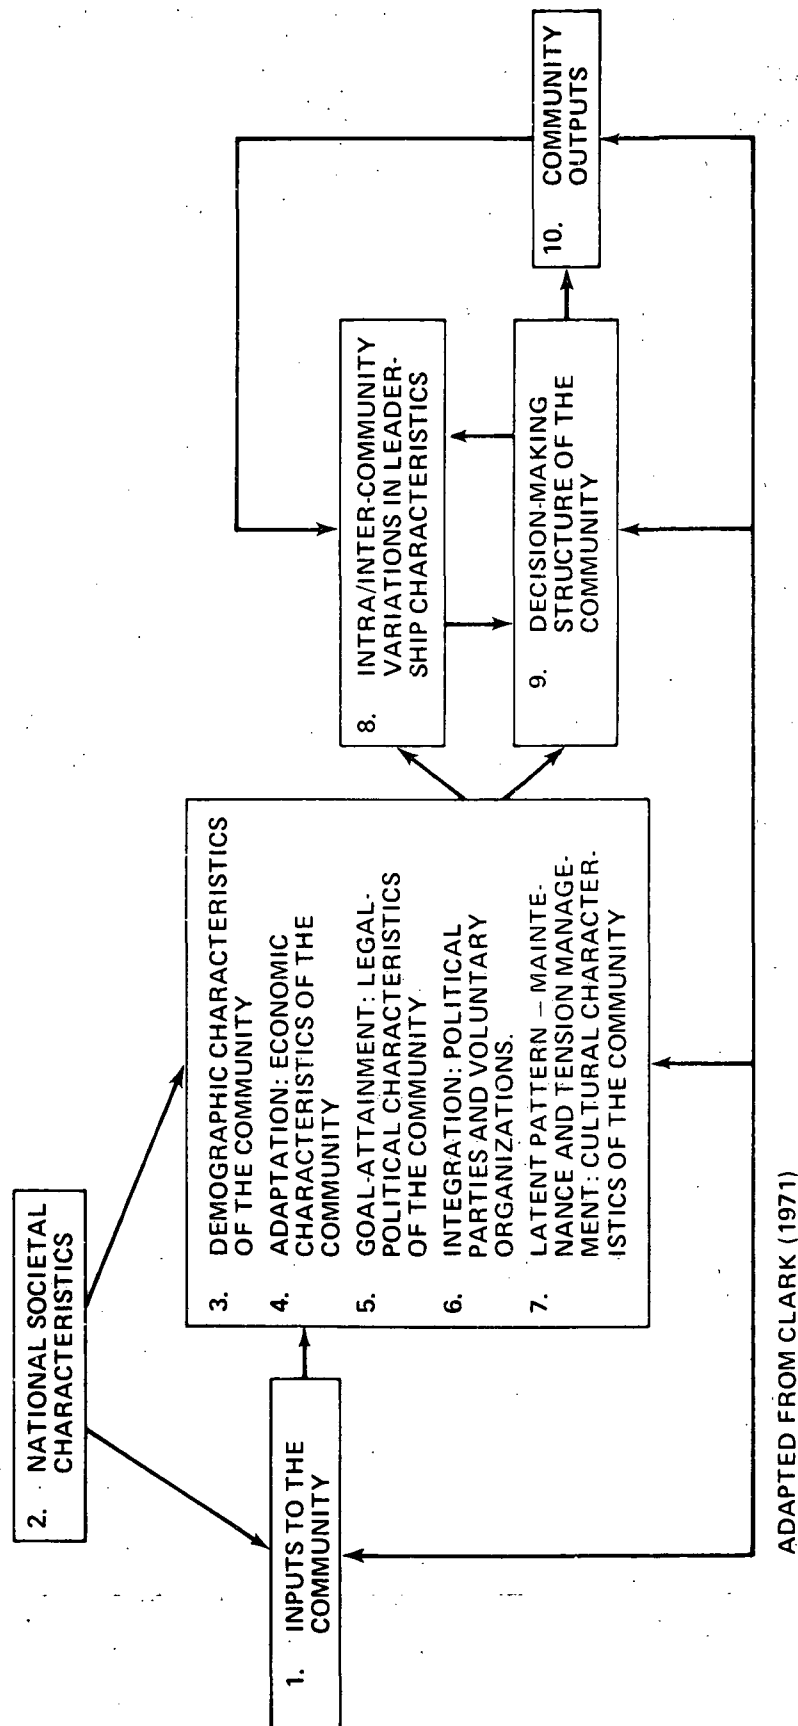 2. NATIONAL SOCIETAL
CHARACTERISTICS
1. INPUTS TO THE
COMMUNITY
3. DEMOGRAPHIC CHARACTERISTICS
OF THE COMMUNITY
4. ADAPTATION: ECONOMIC
CHARACTERISTICS OF THE
COMMUNITY
5. GOAL-ATTAINMENT: LEGAL-
POLITICAL CHARACTERISTICS
OF THE COMMUNITY
6. INTEGRATION: POLITICAL
PARTIES AND VOLUNTARY
ORGANIZATIONS.
7. LATENT PATTERN – MAINTE-
NANCE AND TENSION MANAGE-
MENT: CULTURAL CHARACTER-
ISTICS OF THE COMMUNITY
8. INTRA/INTER-COMMUNITY
VARIATIONS IN LEADER-
SHIP CHARACTERISTICS
9. DECISION-MAKING
STRUCTURE OF THE
COMMUNITY
10. COMMUNITY
OUTPUTS
ADAPTED FROM CLARK (1971)